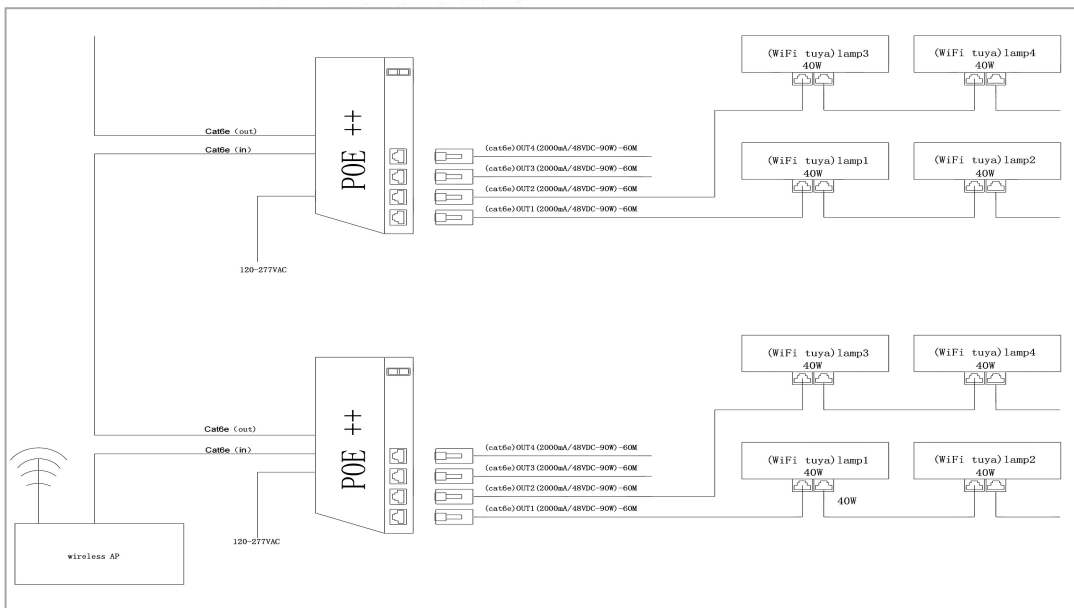 (WiFi tuya)lamp3
40W
(WiFi tuya)lamp4
40W
Cat6e (out)
Cat6e (in)
POE ++
(cat6e)OUT4(2000mA/48VDC-90W)-60M
(cat6e)OUT3(2000mA/48VDC-90W)-60M
(cat6e)OUT2(2000mA/48VDC-90W)-60M
(cat6e)OUT1(2000mA/48VDC-90W)-60M
(WiFi tuya)lamp1
40W
(WiFi tuya)lamp2
40W
120-277VAC
(WiFi tuya)lamp3
40W
(WiFi tuya)lamp4
40W
Cat6e (out)
Cat6e (in)
POE ++
(cat6e)OUT4(2000mA/48VDC-90W)-60M
(cat6e)OUT3(2000mA/48VDC-90W)-60M
(cat6e)OUT2(2000mA/48VDC-90W)-60M
(cat6e)OUT1(2000mA/48VDC-90W)-60M
(WiFi tuya)lamp1
40W
(WiFi tuya)lamp2
40W
40W
120-277VAC
wireless AP